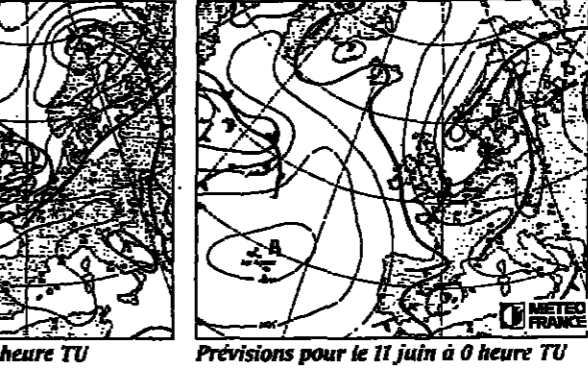 A
METEO
FRANCE
heure TU
Prévisions pour le 11 juin à 0 heure TU